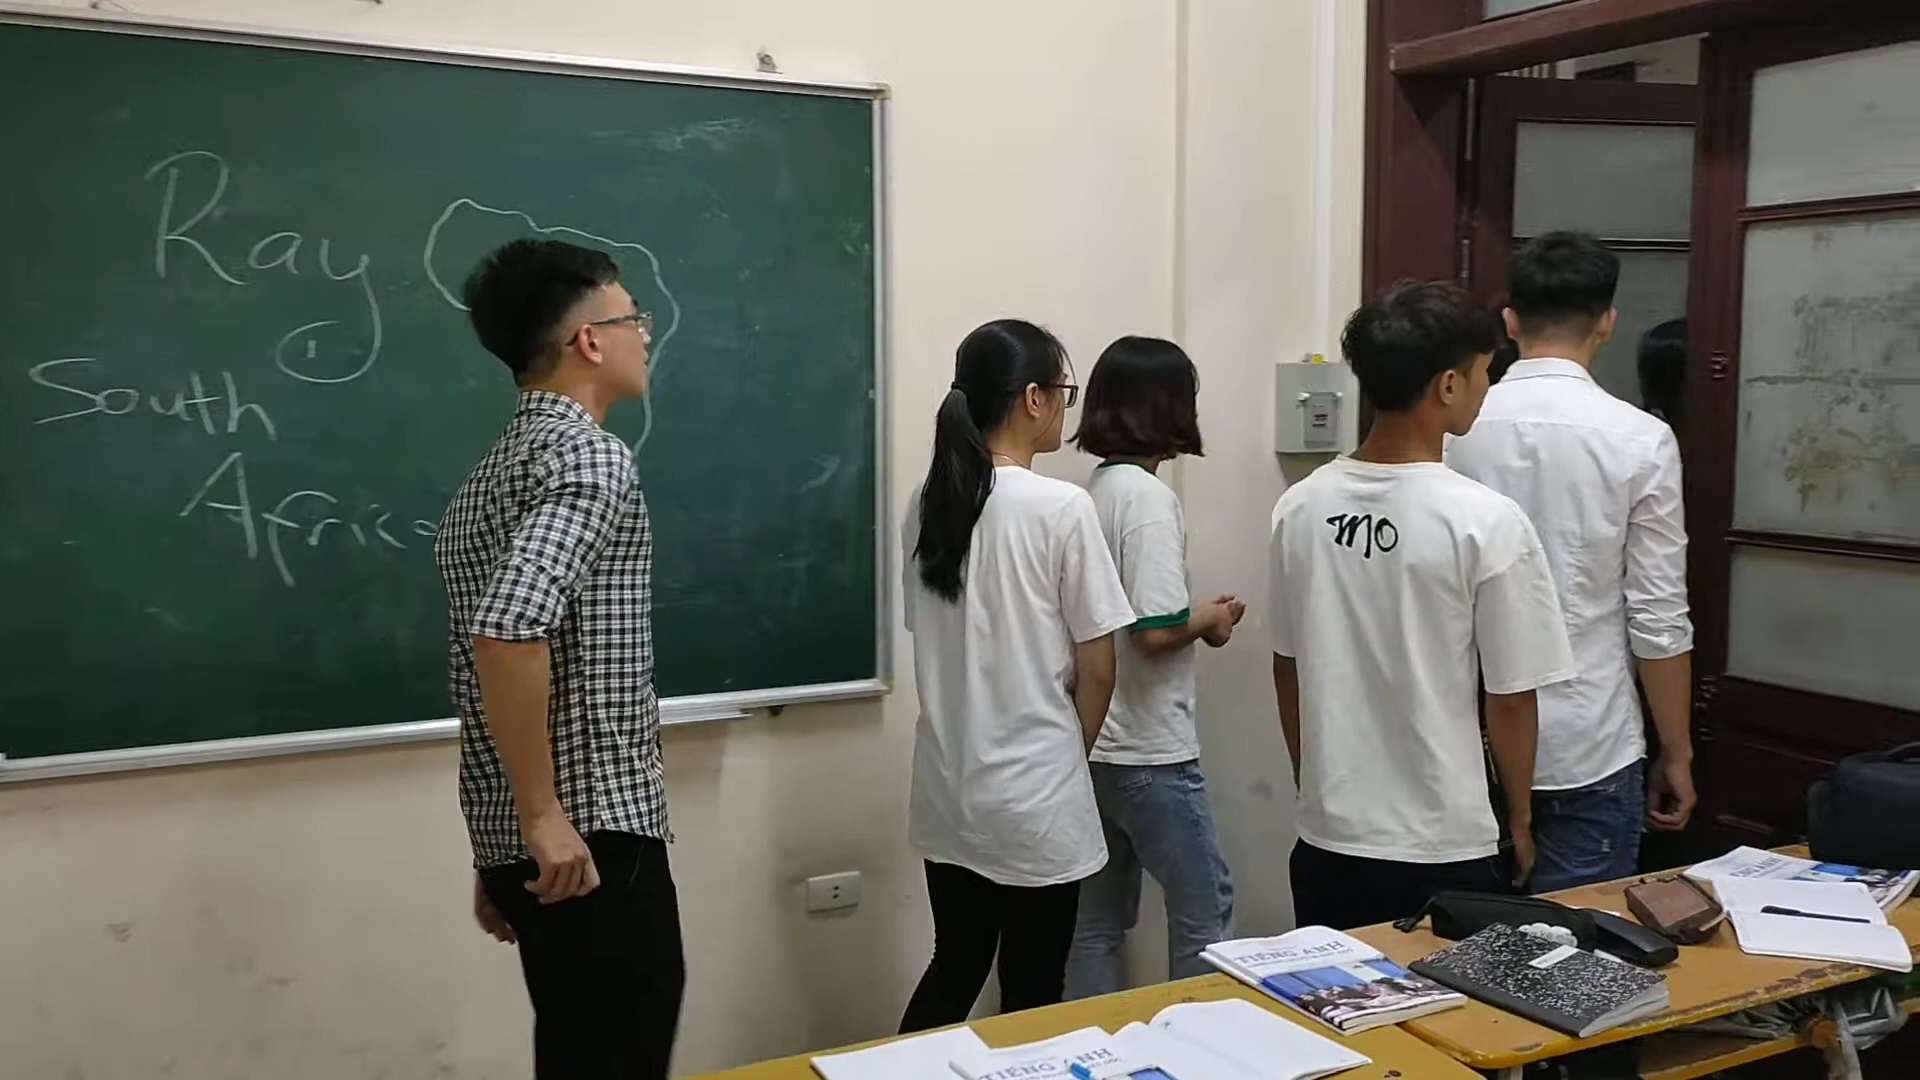 Ray
1
South
Africa
mo
TIẾNG ANH
TIẾNG ANH